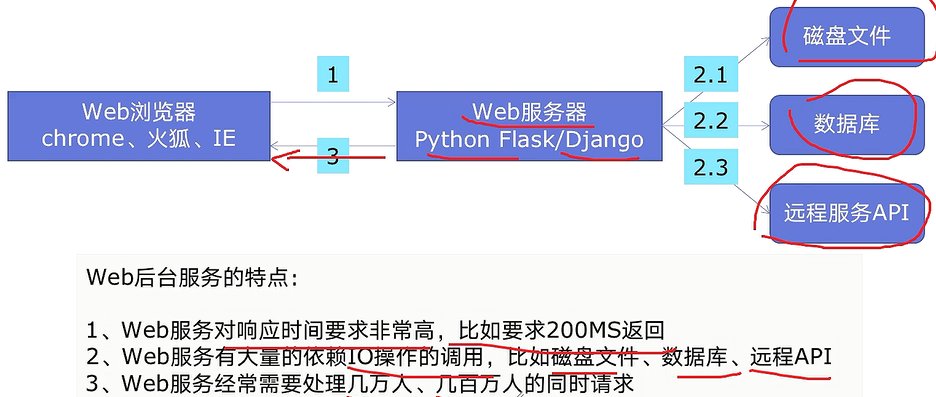 Web浏览器
chrome、火狐、IE
1
3
Web服务器
Python Flask/Django
2.1
2.2
2.3
磁盘文件
数据库
远程服务API
Web后台服务的特点:
1、Web服务对响应时间要求非常高，比如要求200MS返回
2、Web服务有大量的依赖IO操作的调用，比如磁盘文件、数据库、远程API
3、Web服务经常需要处理几万人、几百万人的同时请求